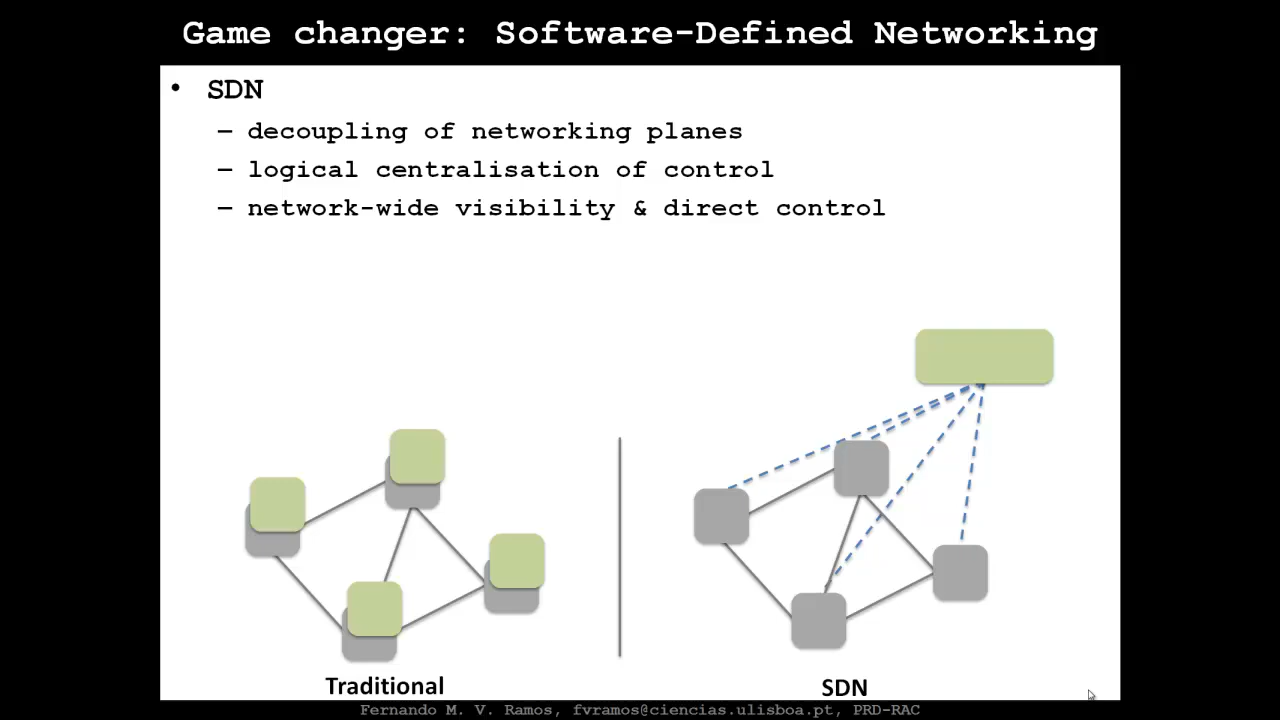 Game changer: Software-Defined Networking
• SDN
– decoupling of networking planes
– logical centralisation of control
– network-wide visibility & direct control
Traditional
SDN
Fernando M. V. Ramos, fvramos@ciencias.ulisboa.pt, PRD-RAC